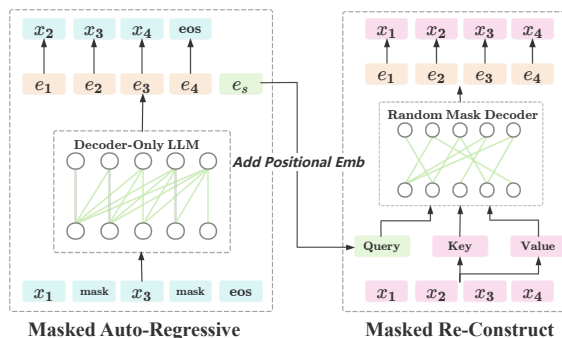 x2 x3 x4 eos
e1 e2 e3 e4 es
Decoder-Only LLM
x1 mask x3 mask eos
Masked Auto-Regressive
Add Positional Emb
x1 x2 x3 x4
e1 e2 e3 e4
Random Mask Decoder
Query Key Value
x1 x2 x3 x4
Masked Re-Construct